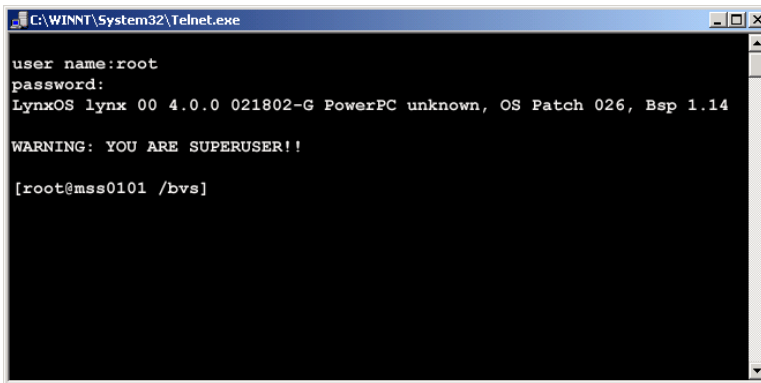 C:\WINNT\System32\Telnet.exe
user name:root
password:
LynxOS lynx 00 4.0.0 021802-G PowerPC unknown, OS Patch 026, Bsp 1.14
WARNING: YOU ARE SUPERUSER!!
[root@mss0101 /bvs]